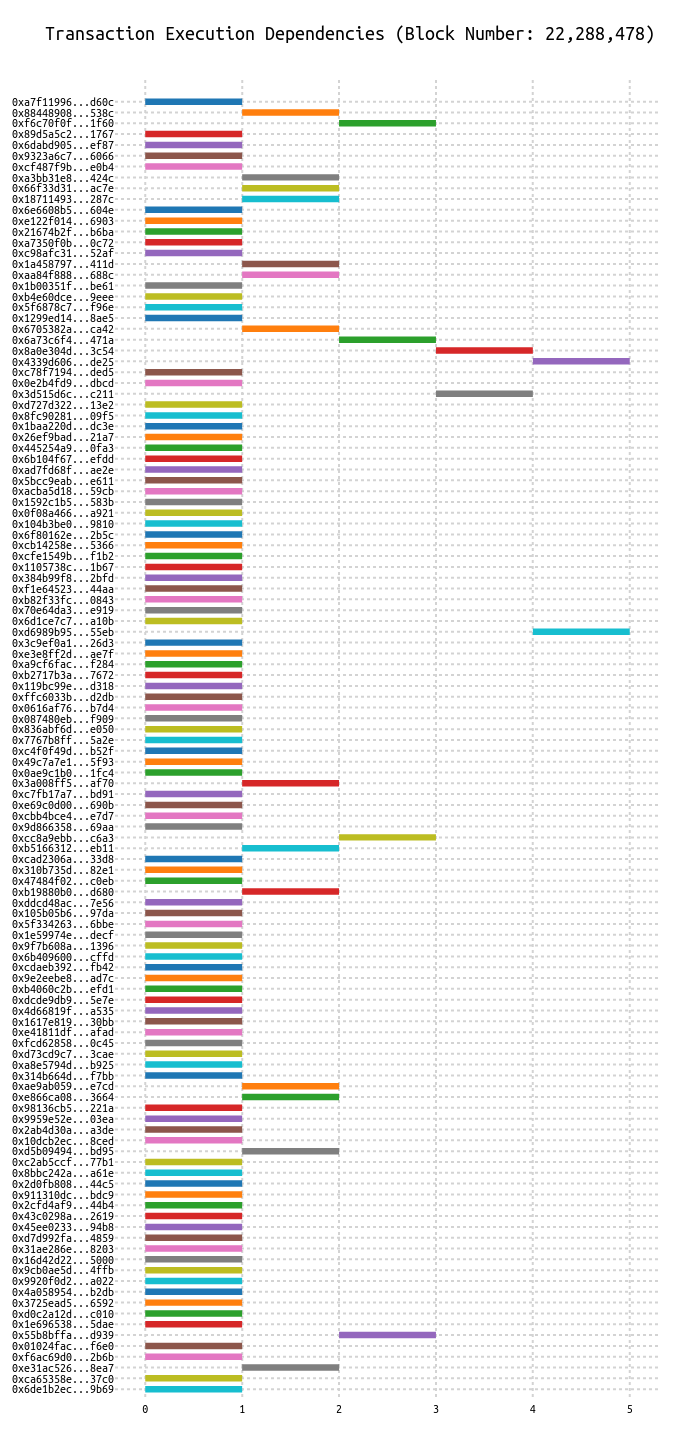 Transaction Execution Dependencies (Block Number: 22,288,478)
0xa7f11996...d60c
0x88448908...538c
0xf6c70f0f...1f60
0x89d5a5c2...1767
0x6dabd905...ef87
0x9323a6c7...6066
0xcf487f9b...e0b4
0xa3bb31e8...424c
0x66f33d31...ac7e
0x18711493...287c
0x6e6608b5...604e
0xe122f014...6903
0x21674b2f...b6ba
0xa7350f0b...0c72
0xc98afc31...52af
0x1a458797...411d
0xaa84f888...688c
0x1b00351f...be61
0xb4e60dce...9eee
0x5f6878c7...f96e
0x1299ed14...8ae5
0x6705382a...ca42
0x6a73c6f4...471a
0x8a0e304d...3c54
0x4339d606...de25
0xc78f7194...ded5
0x0e2b4fd9...dbcd
0x3d515d6c...c211
0xd727d322...13e2
0x8fc90281...09f5
0x1baa220d...dc3e
0x26ef9bad...21a7
0x445254a9...0fa3
0x6b104f67...efdd
0xad7fd68f...ae2e
0x5bcc9eab...e611
0xacba5d18...59cb
0x1592c1b5...583b
0x0f08a466...a921
0x104b3be0...9810
0x6f80162e...2b5c
0xcb14258e...5366
0xcfe1549b...f1b2
0x1105738c...1b67
0x384b99f8...2bfd
0xf1e64523...44aa
0xb82f33fc...0843
0x70e64da3...e919
0x6d1ce7c7...a10b
0xd6989b95...55eb
0x3c9ef0a1...26d3
0xe3e8ff2d...ae7f
0xa9cf6fac...f284
0xb2717b3a...7672
0x119bc99e...d318
0xffc6033b...d2db
0x0616af76...b7d4
0x087480eb...f909
0x836abf6d...e050
0x7767b8ff...5a2e
0xc4f0f49d...b52f
0x49c7a7e1...5f93
0x0ae9c1b0...1fc4
0x3a008ff5...af70
0xc7fb17a7...bd91
0xe69c0d00...690b
0xcbb4bce4...e7d7
0x9d866358...69aa
0xcc8a9ebb...c6a3
0xb5166312...eb11
0xcad2306a...33d8
0x310b735d...82e1
0x47484f02...c0eb
0xb19880b0...d680
0xddcd48ac...7e56
0x105b05b6...97da
0x5f334263...6bbe
0x1e59974e...decf
0x9f7b608a...1396
0x6b409600...cffd
0xcdaeb392...fb42
0x9e2eebe8...ad7c
0xb4060c2b...efd1
0xdcde9db9...5e7e
0x4d66819f...a535
0x1617e819...30bb
0xe41811df...afad
0xfcd62858...0c45
0xd73cd9c7...3cae
0xa8e5794d...b925
0x314b664d...f7bb
0xae9ab059...e7cd
0xe866ca08...3664
0x98136cb5...221a
0x9959e52e...03ea
0x2ab4d30a...a3de
0x10dcb2ec...8ced
0xd5b09494...bd95
0xc2ab5ccf...77b1
0x8bbc242a...a61e
0x2d0fb808...44c5
0x911310dc...bdc9
0x2cfd4af9...44b4
0x43c0298a...2619
0x45ee0233...94b8
0xd7d992fa...4859
0x31ae286e...8203
0x16d42d22...5000
0x9cb0ae5d...4ffb
0x9920f0d2...a022
0x4a058954...b2db
0x3725ead5...6592
0xd0c2a12d...c010
0x1e696538...5dae
0x55b8bffa...d939
0x01024fac...f6e0
0xf6ac69d0...2b6b
0xe31ac526...8ea7
0xca65358e...37c0
0x6de1b2ec...9b69
0 1 2 3 4 5